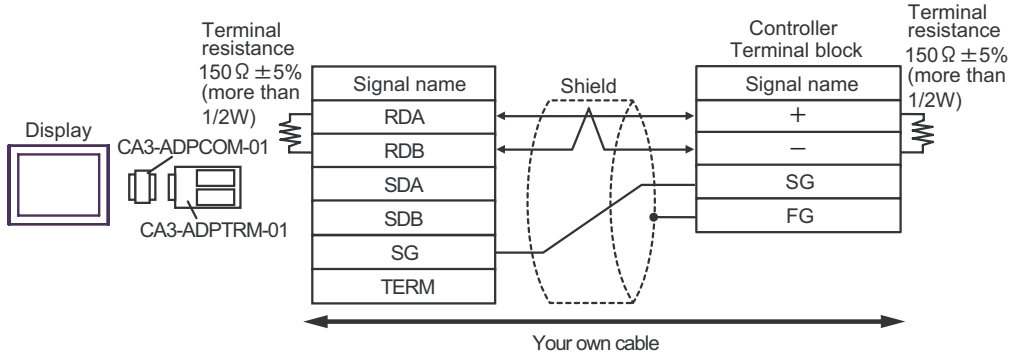 Terminal
resistance
150Ω ±5%
(more than
1/2W)
Display
CA3-ADPCOM-01
CA3-ADPTRM-01
Signal name
RDA
RDB
SDA
SDB
SG
TERM
Shield
Controller
Terminal block
Signal name
+
−
SG
FG
Terminal
resistance
150Ω ±5%
(more than
1/2W)
Your own cable